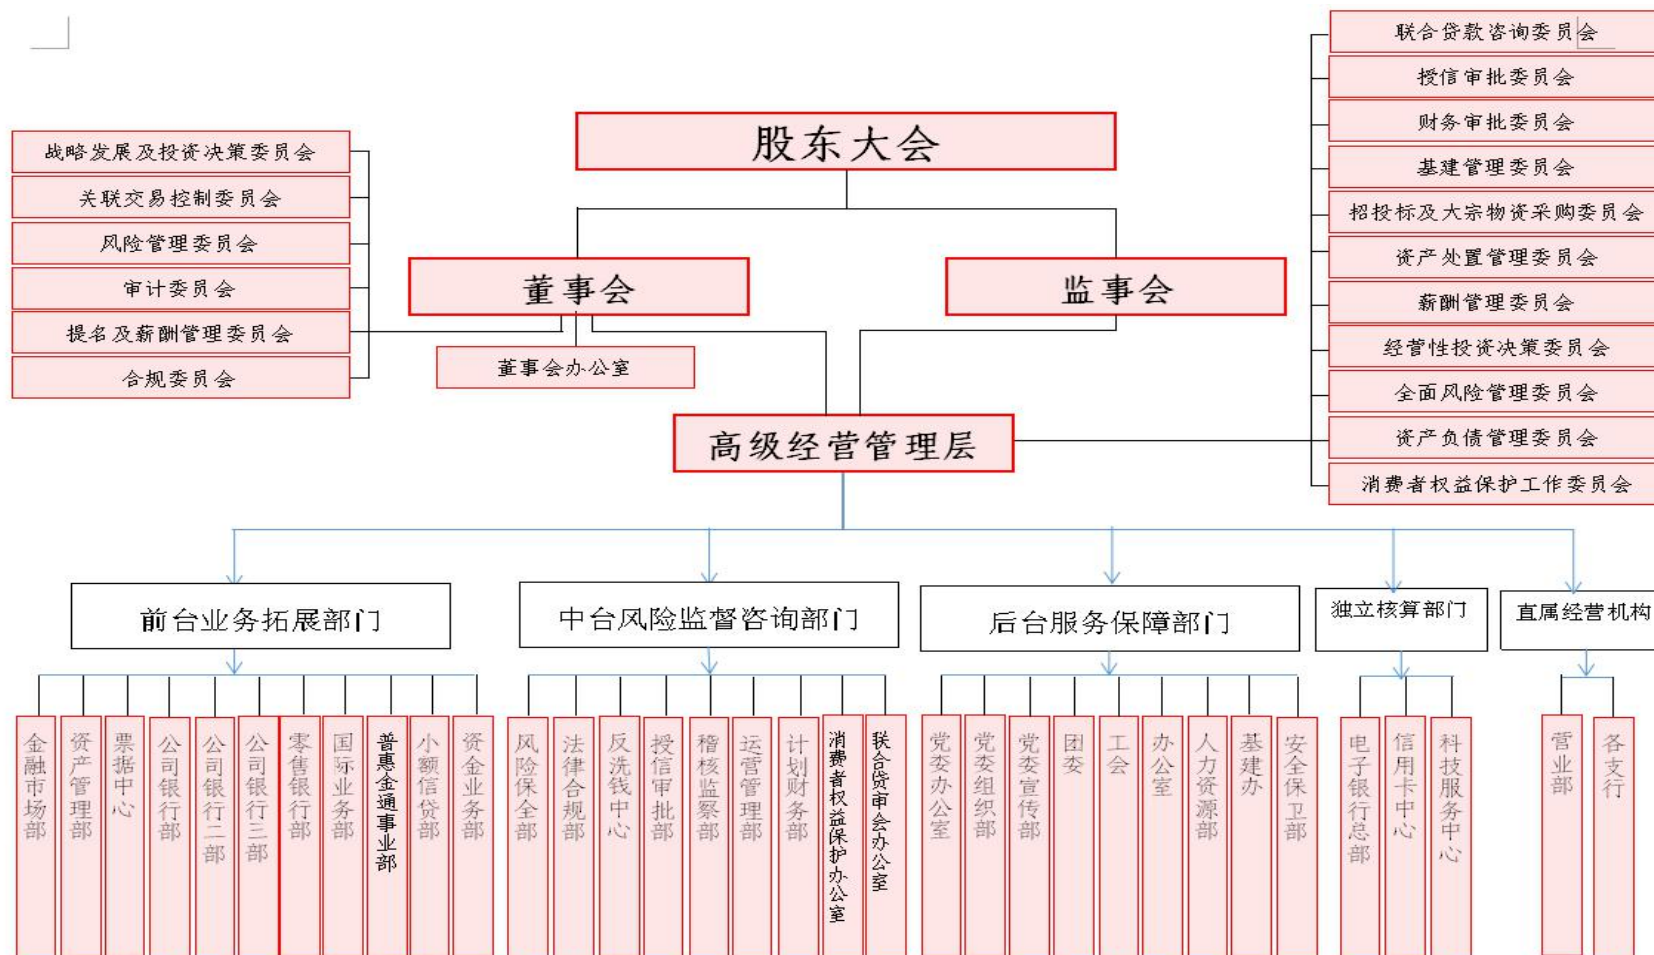 股东大会
董事会
监事会
董事会办公室
高级经营管理层
战略发展及投资决策委员会
关联交易控制委员会
风险管理委员会
审计委员会
提名及薪酬管理委员会
合规委员会
联合贷款咨询委员会
授信审批委员会
财务审批委员会
基建管理委员会
招投标及大宗物资采购委员会
资产处置管理委员会
薪酬管理委员会
经营性投资决策委员会
全面风险管理委员会
资产负债管理委员会
消费者权益保护工作委员会
前台业务拓展部门
金融市场部
资产管理部
票据中心
公司银行部
公司银行二部
公司银行三部
零售银行部
国际业务部
普惠金通事业部
小额信贷部
资金业务部
中台风险监督咨询部门
风险保全部
法律合规部
反洗钱中心
授信审批部
稽核监察部
运营管理部
计划财务部
消费者权益保护办公室
联合贷审会办公室
后台服务保障部门
党委办公室
党委组织部
党委宣传部
团委
工会
办公室
人力资源部
基建办
安全保卫部
独立核算部门
电子银行总部
信用卡中心
科技服务中心
直属经营机构
营业部
各支行